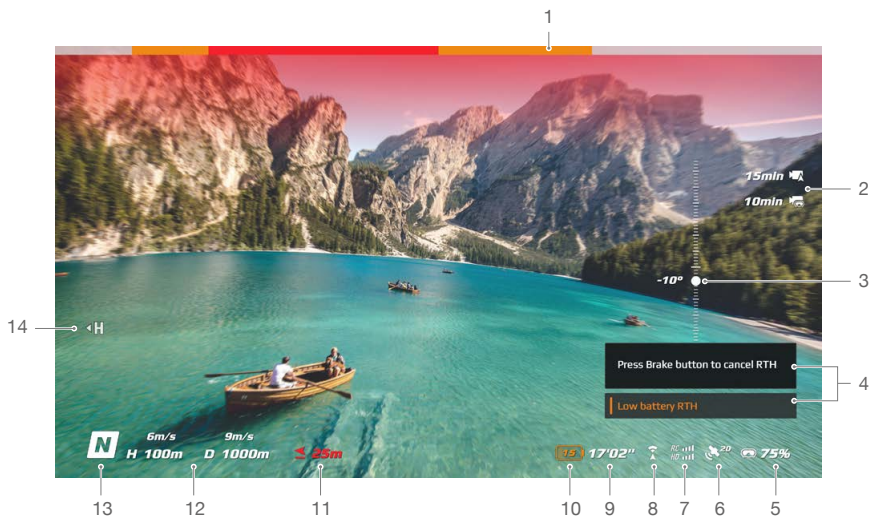 1
15min
2
10min
-10°
3
14
H
Press Brake button to cancel RTH
4
Low battery RTH
N
6m/s
9m/s
H 100m
D 1000m
25m
15
17'02"
RC
HD
20
75%
13
12
11
10
9
8
7
6
5